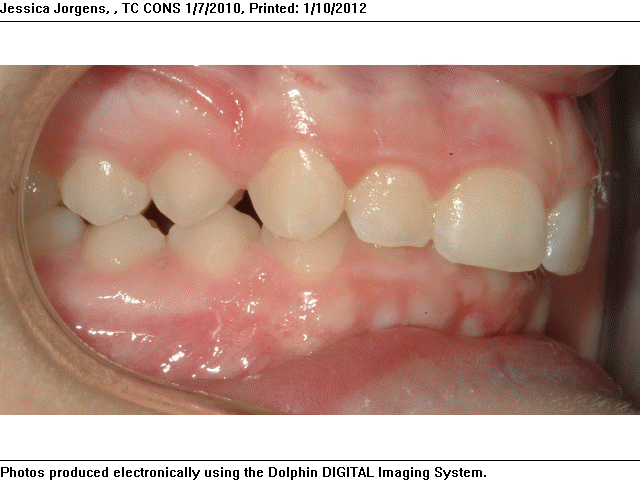 Jessica Jorgens, , TC CONS 1/7/2010, Printed: 1/10/2012
Photos produced electronically using the Dolphin DIGITAL Imaging System.